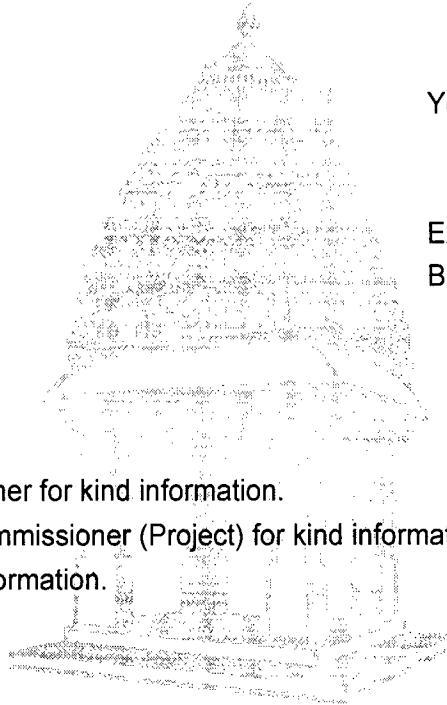 Y
E
B
ner for kind information.
mmissioner (Project) for kind informat
ormation.